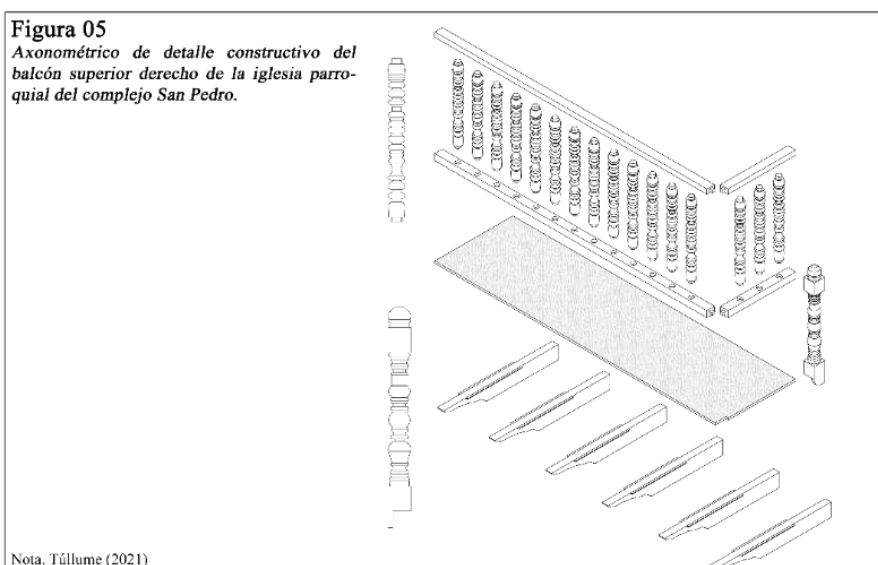 Figura 05
Axonométrico de detalle constructivo del
balcón superior derecho de la iglesia parro-
quial del complejo San Pedro.
Nota. Túllume (2021)